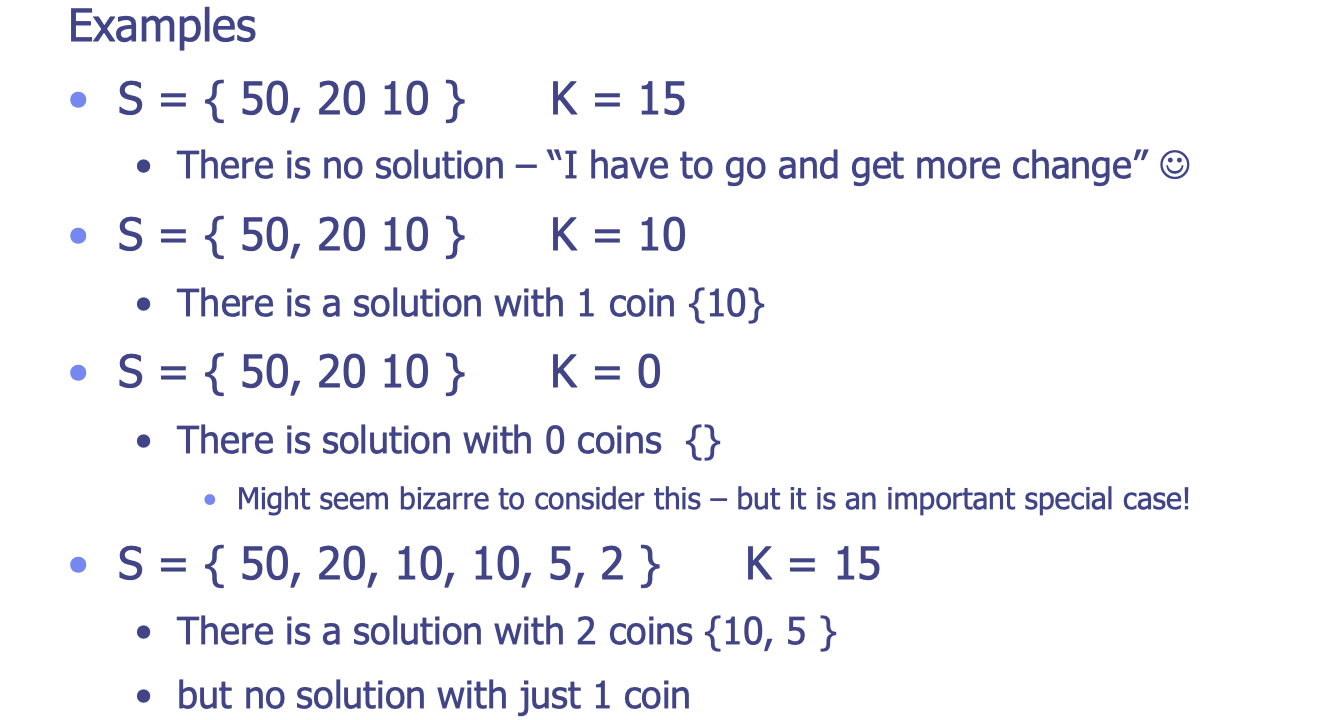 Examples
• S = { 50, 20 10 } K = 15
• There is no solution – “I have to go and get more change” ☺
• S = { 50, 20 10 } K = 10
• There is a solution with 1 coin {10}
• S = { 50, 20 10 } K = 0
• There is solution with 0 coins {}
• Might seem bizarre to consider this – but it is an important special case!
• S = { 50, 20, 10, 10, 5, 2 } K = 15
• There is a solution with 2 coins {10, 5 }
• but no solution with just 1 coin